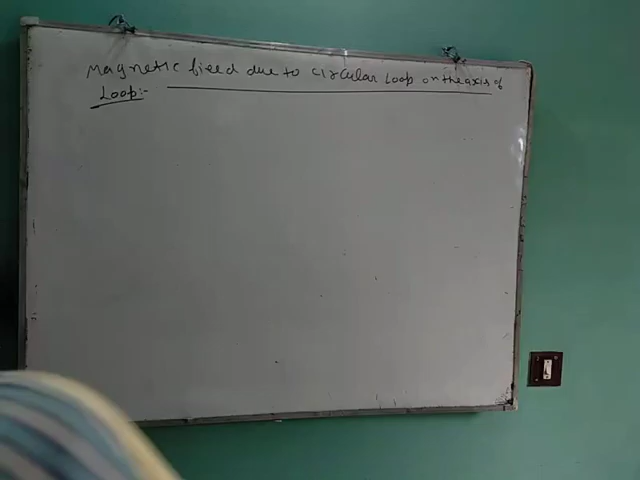 Magnetic field due to circular Loop on the axis of
Loop:-